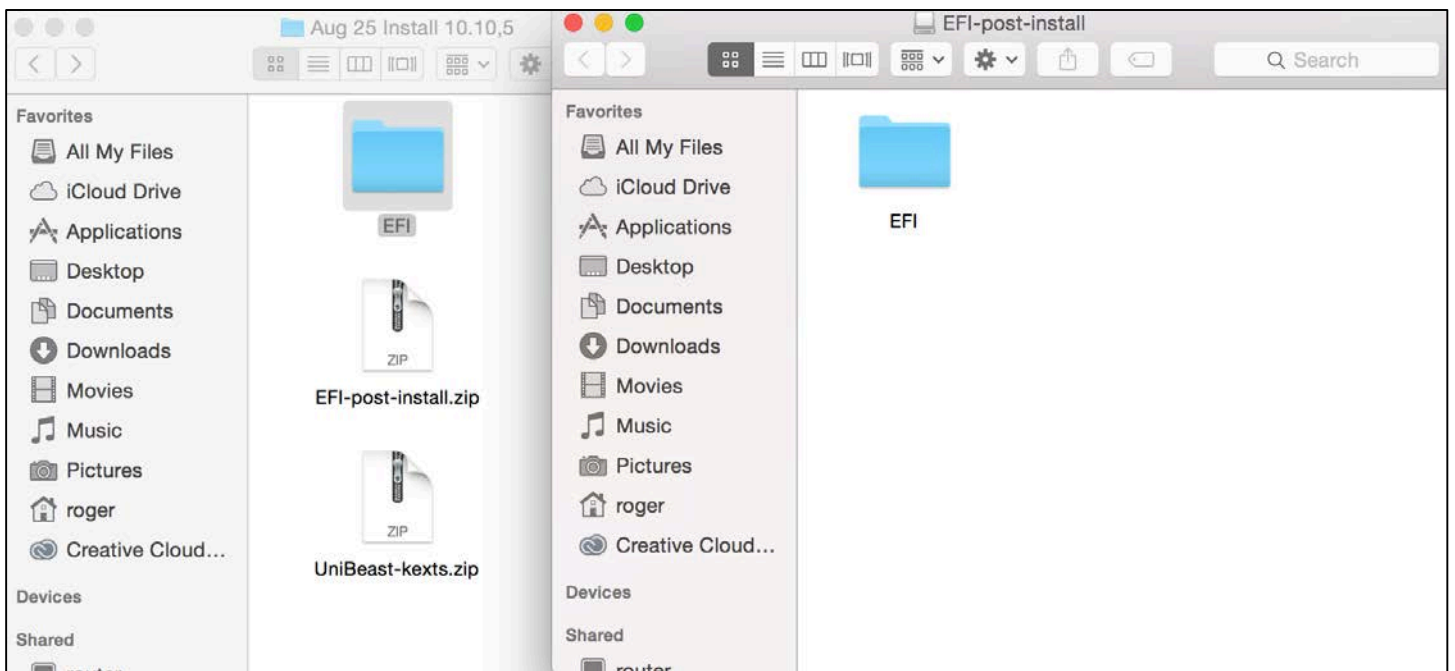 Aug 25 Install 10.10,5
Favorites
All My Files
iCloud Drive
Applications
Desktop
Documents
Downloads
Movies
Music
Pictures
roger
Creative Cloud...
Devices
Shared
router
EFI
ZIP
EFI-post-install.zip
ZIP
UniBeast-kexts.zip
EFI-post-install
Search
Favorites
All My Files
iCloud Drive
Applications
Desktop
Documents
Downloads
Movies
Music
Pictures
roger
Creative Cloud...
Devices
Shared
router
EFI